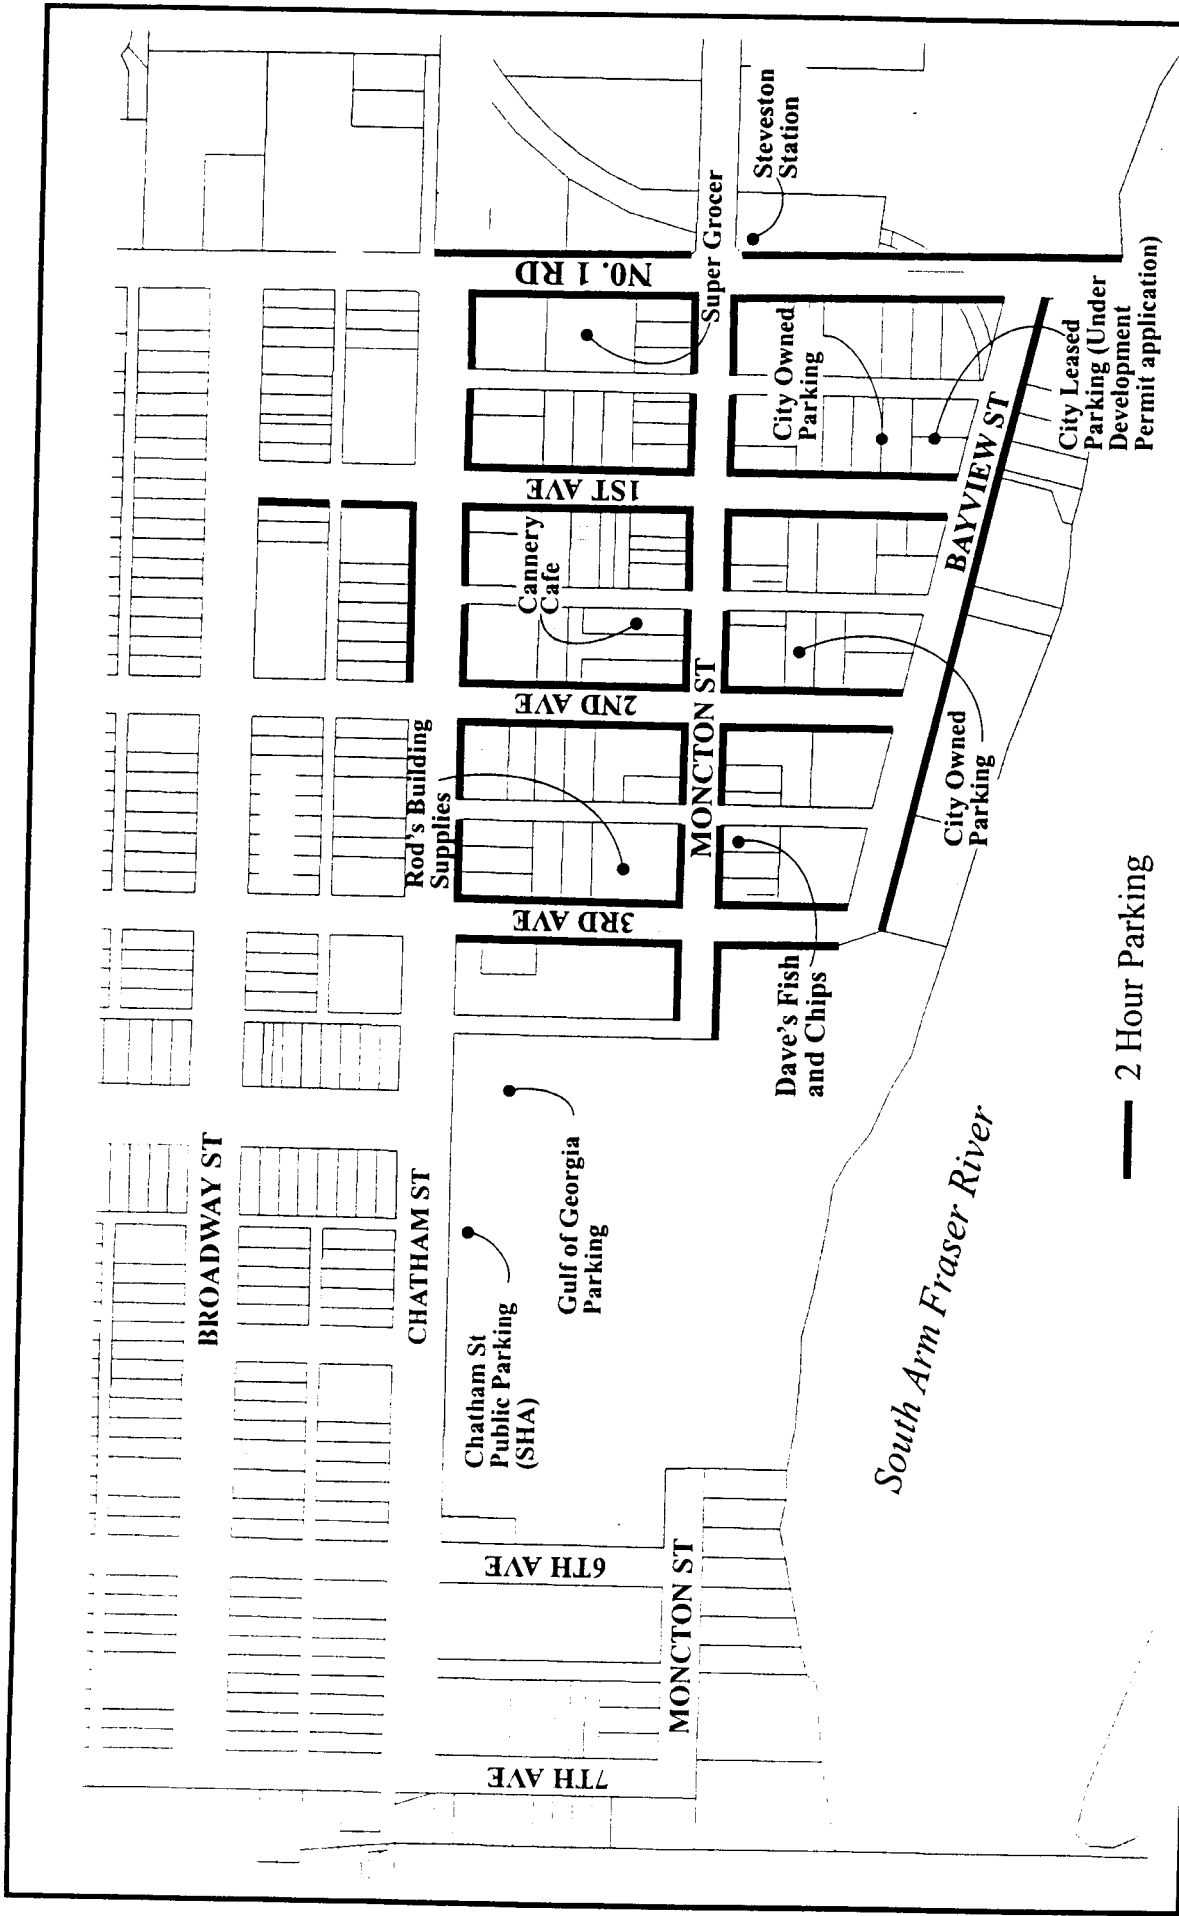 BROADWAY ST
CHATHAM ST
Chatham St
Public Parking
(SHA)
Gulf of Georgia
Parking
6TH AVE
7TH AVE
MONCTON ST
Rod's Building
Supplies
Cannery
Cafe
3RD AVE
2ND AVE
1ST AVE
N0. 1 RD
MONCTON ST
Super Grocer
Steveston
Station
Dave's Fish
and Chips
City Owned
Parking
City Owned
Parking
BAYVIEW ST
City Leased
Parking (Under
Development
Permit application)
South Arm Fraser River
2 Hour Parking